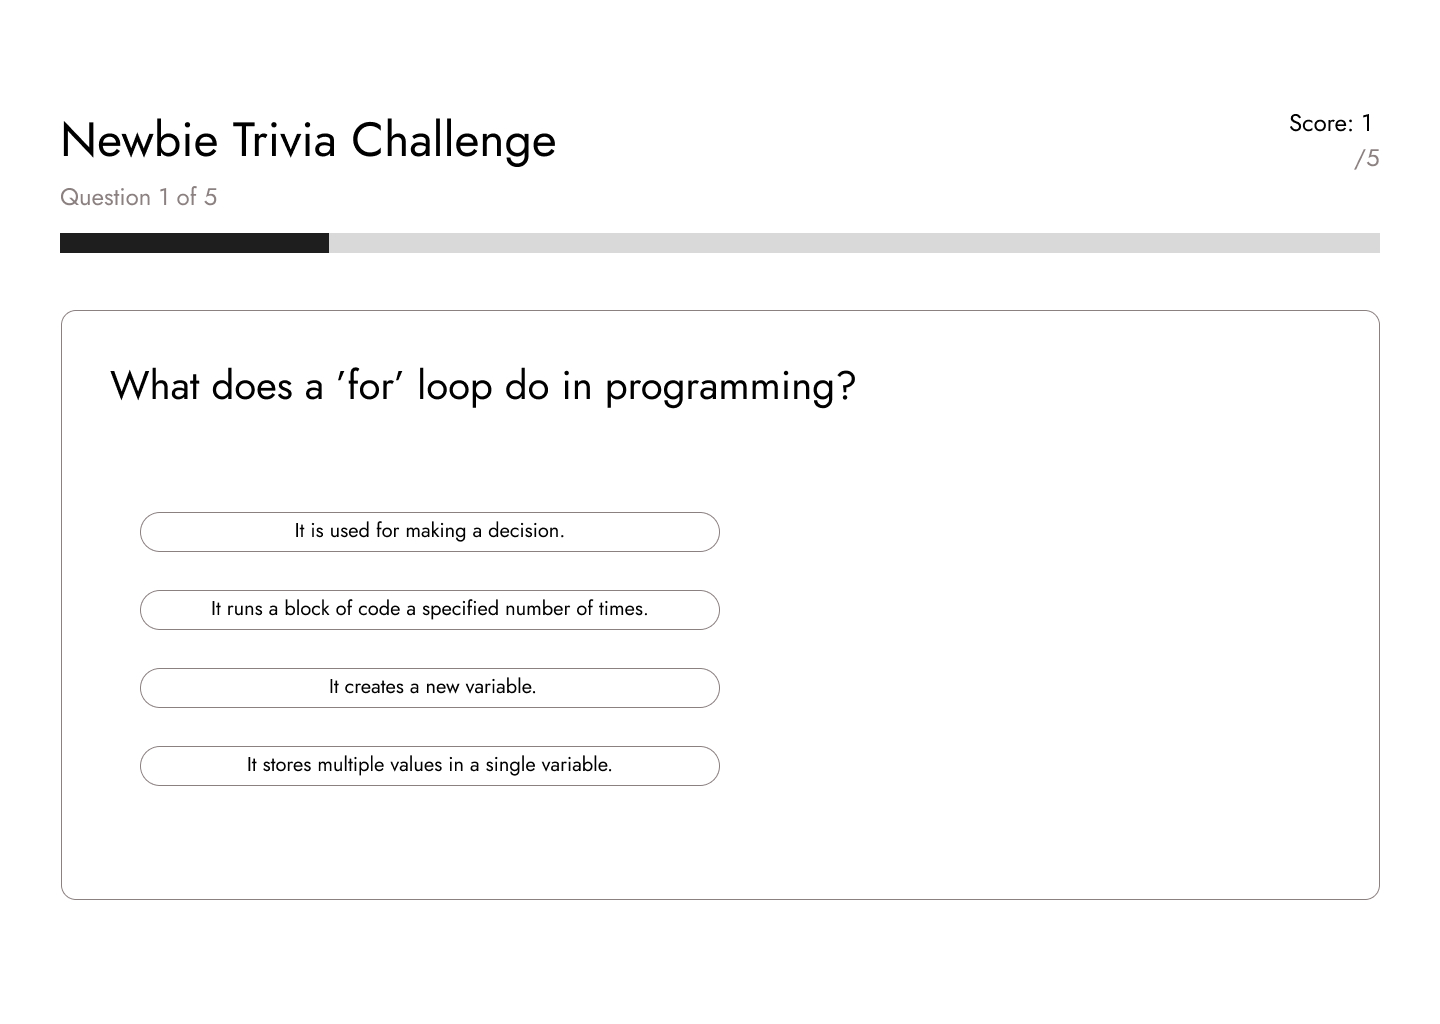 Newbie Trivia Challenge
Score: 1
/5
Question 1 of 5
What does a ’for’ loop do in programming?
It is used for making a decision.
It runs a block of code a specified number of times.
It creates a new variable.
It stores multiple values in a single variable.